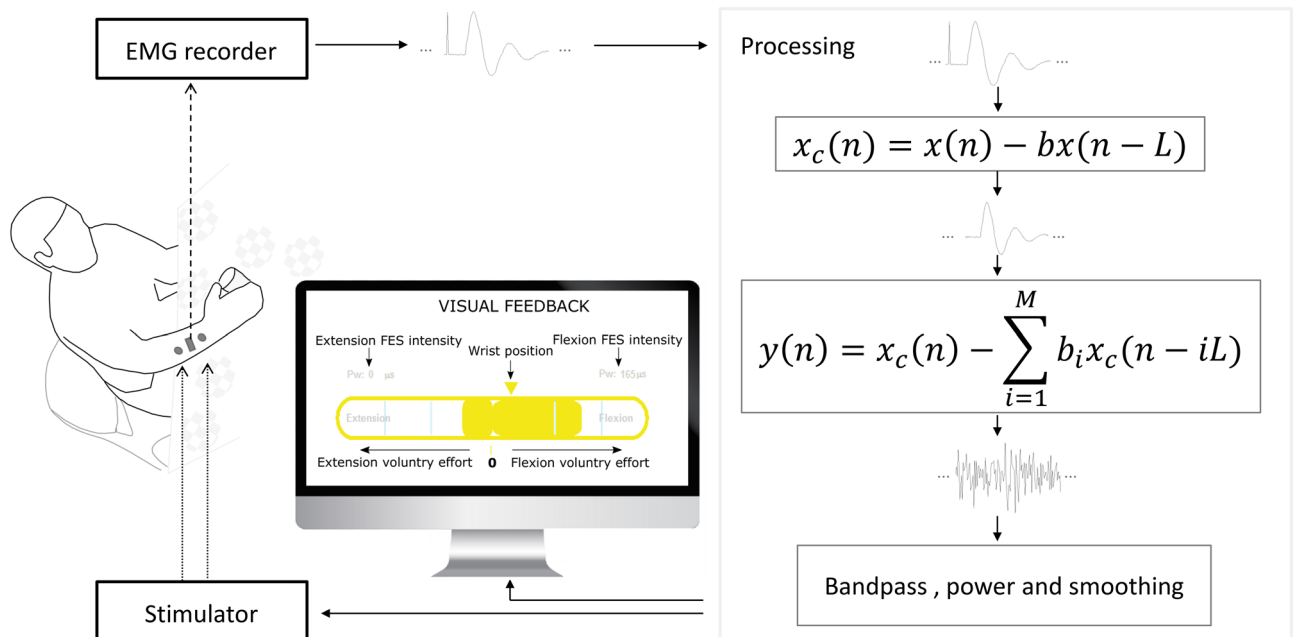 EMG recorder
...
...
Processing
...
...
x_c(n) = x(n) − bx(n − L)
...
...
y(n) = x_c(n) − \sum_{i=1}^{M} b_i x_c(n − iL)
...
...
Bandpass , power and smoothing
VISUAL FEEDBACK
Extension FES intensity
Wrist position
Flexion FES intensity
Pw: 0 μs
Pw: 165μs
Extension
Flexion
Extension voluntry effort
0
Flexion voluntry effort
Stimulator